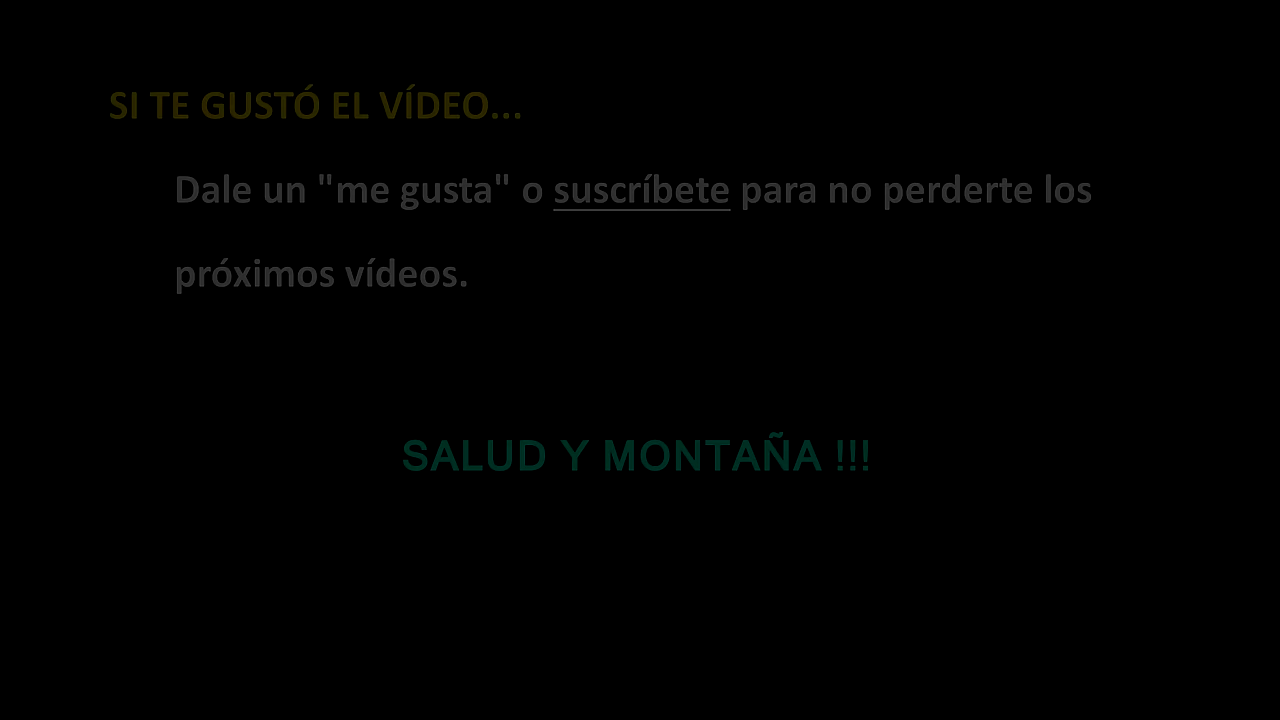 SI TE GUSTÓ EL VÍDEO...
Dale un "me gusta" o suscríbete para no perderte los
próximos vídeos.
SALUD Y MONTAÑA !!!